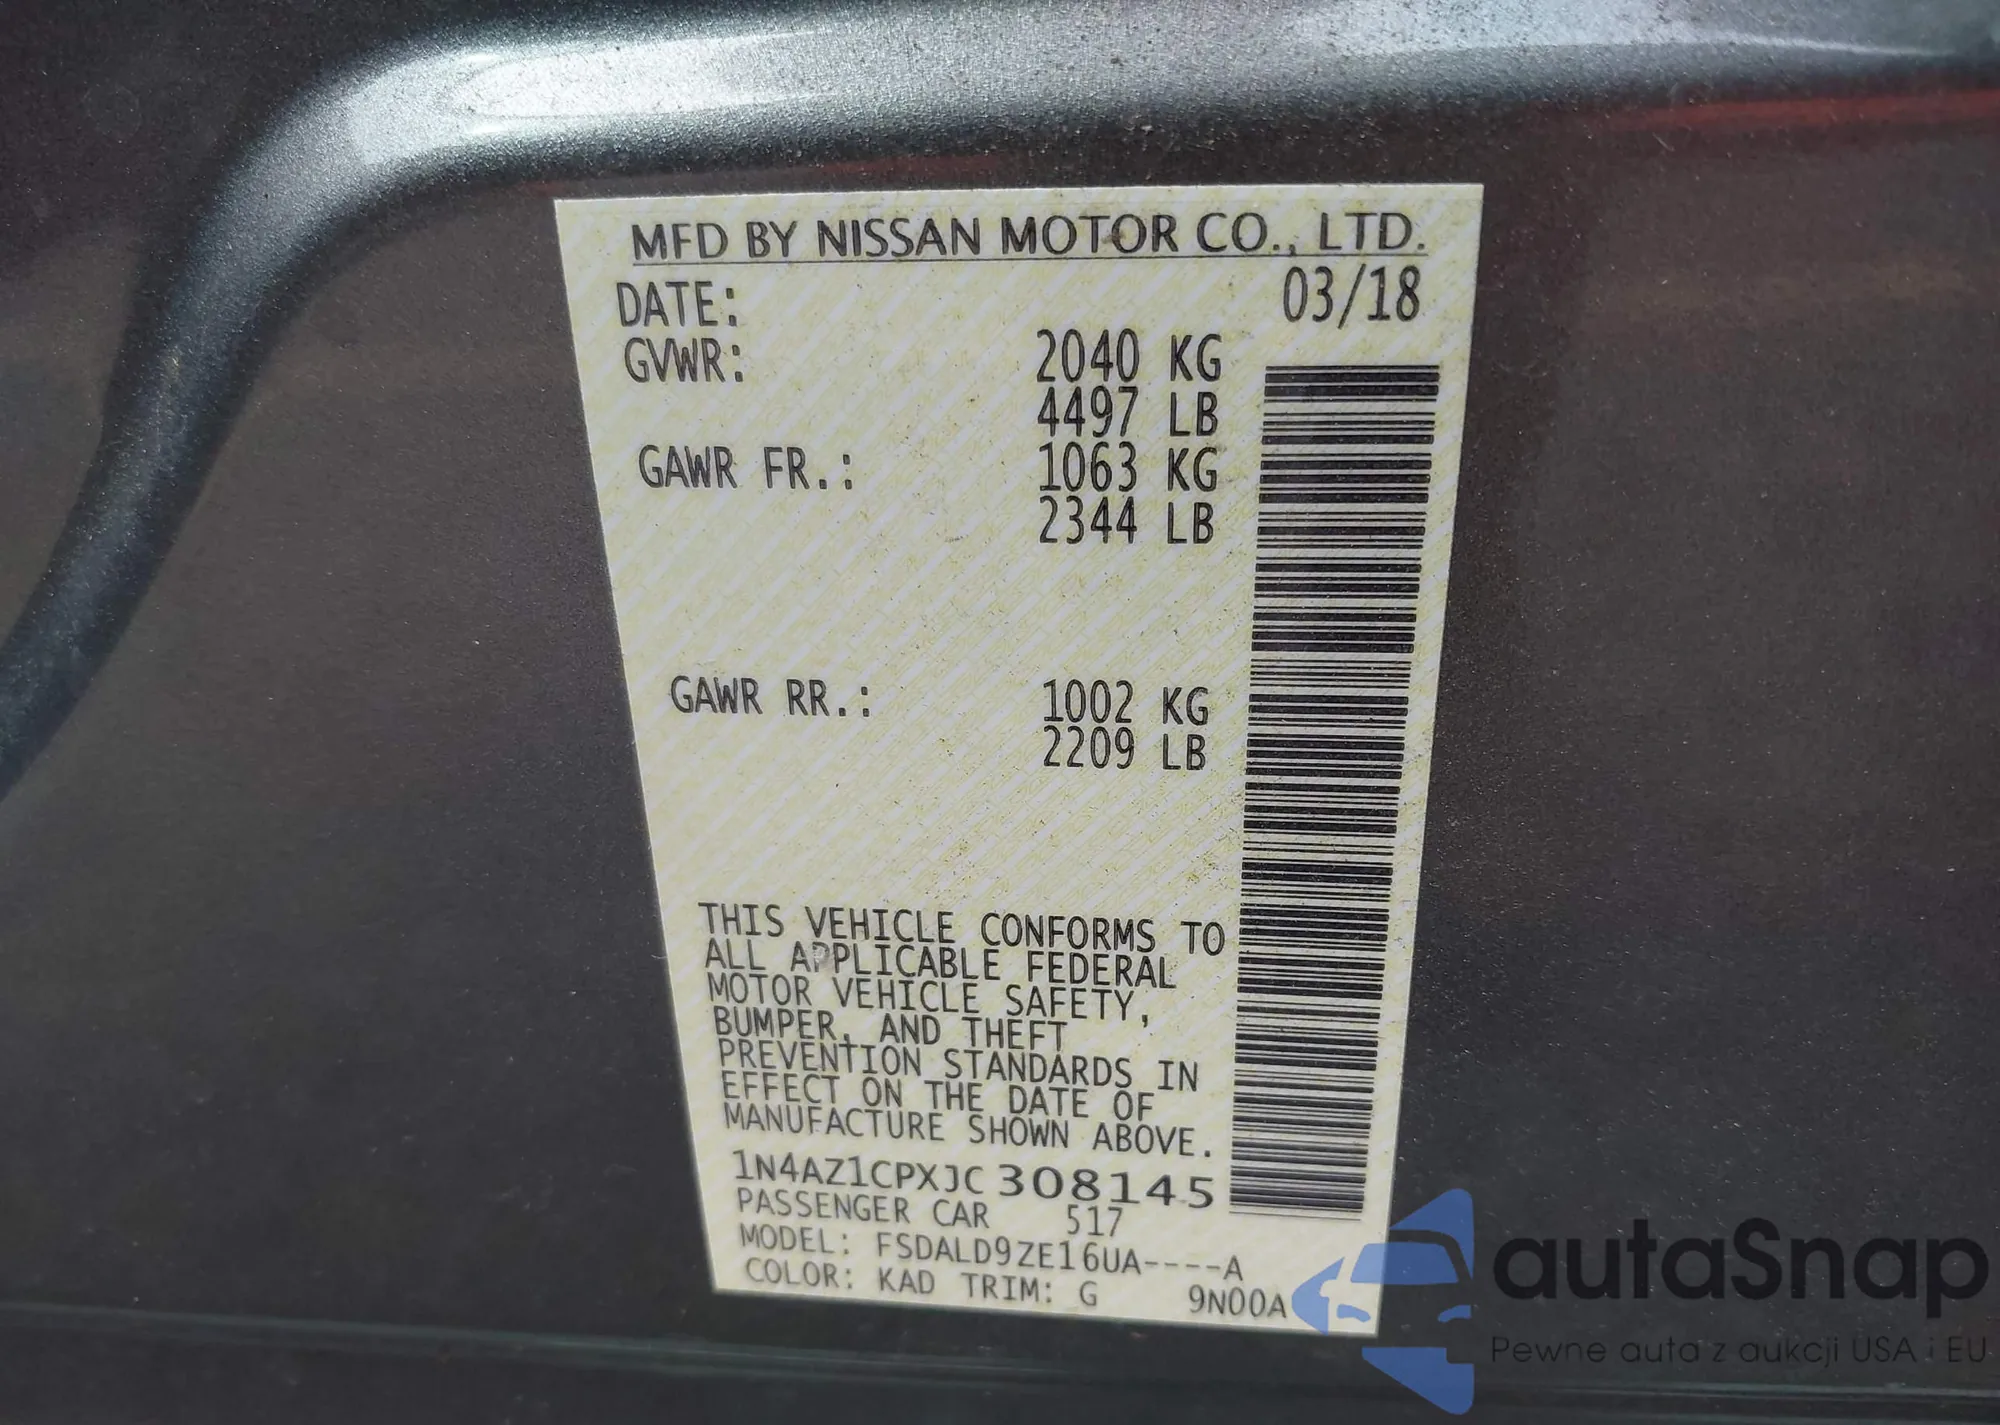 MFD BY NISSAN MOTOR CO., LTD.
DATE: 03/18
GVWR: 2040 KG
4497 LB
GAWR FR.: 1063 KG
2344 LB
GAWR RR.: 1002 KG
2209 LB
THIS VEHICLE CONFORMS TO
ALL APPLICABLE FEDERAL
MOTOR VEHICLE SAFETY,
BUMPER, AND THEFT
PREVENTION STANDARDS IN
EFFECT ON THE DATE OF
MANUFACTURE SHOWN ABOVE.
1N4AZ1CPXJC308145
PASSENGER CAR 517
MODEL: FSDALD9ZE16UA----A
COLOR: KAD TRIM: G 9N00A
autaSnap
Pewne auta z aukcji USA i EU